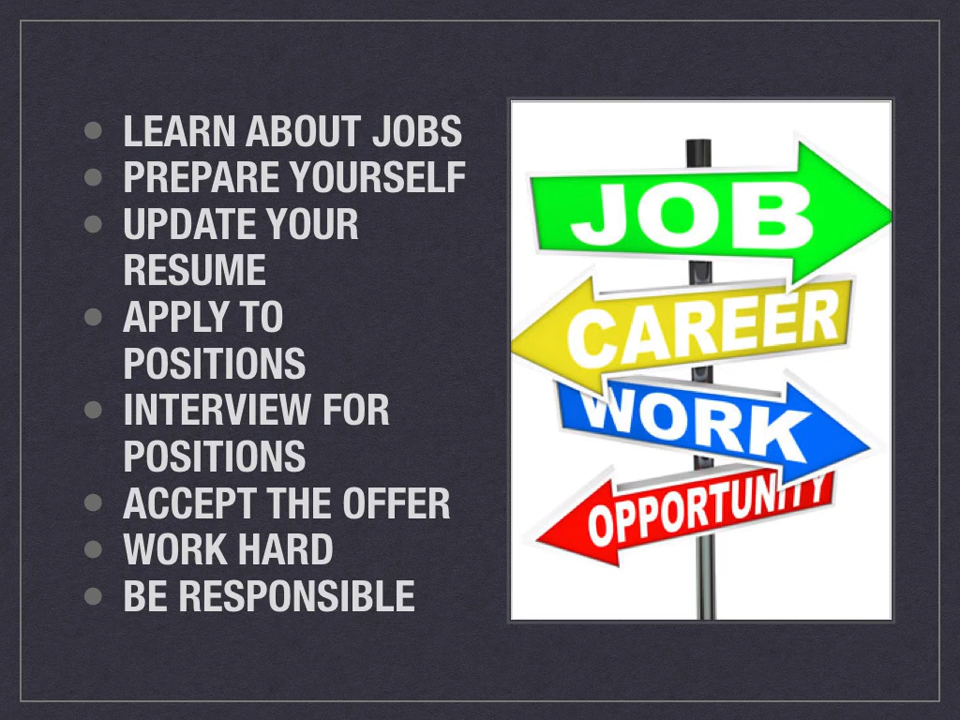 • LEARN ABOUT JOBS
• PREPARE YOURSELF
• UPDATE YOUR
RESUME
• APPLY TO
POSITIONS
• INTERVIEW FOR
POSITIONS
• ACCEPT THE OFFER
• WORK HARD
• BE RESPONSIBLE
JOB
CAREER
WORK
OPPORTUNITY